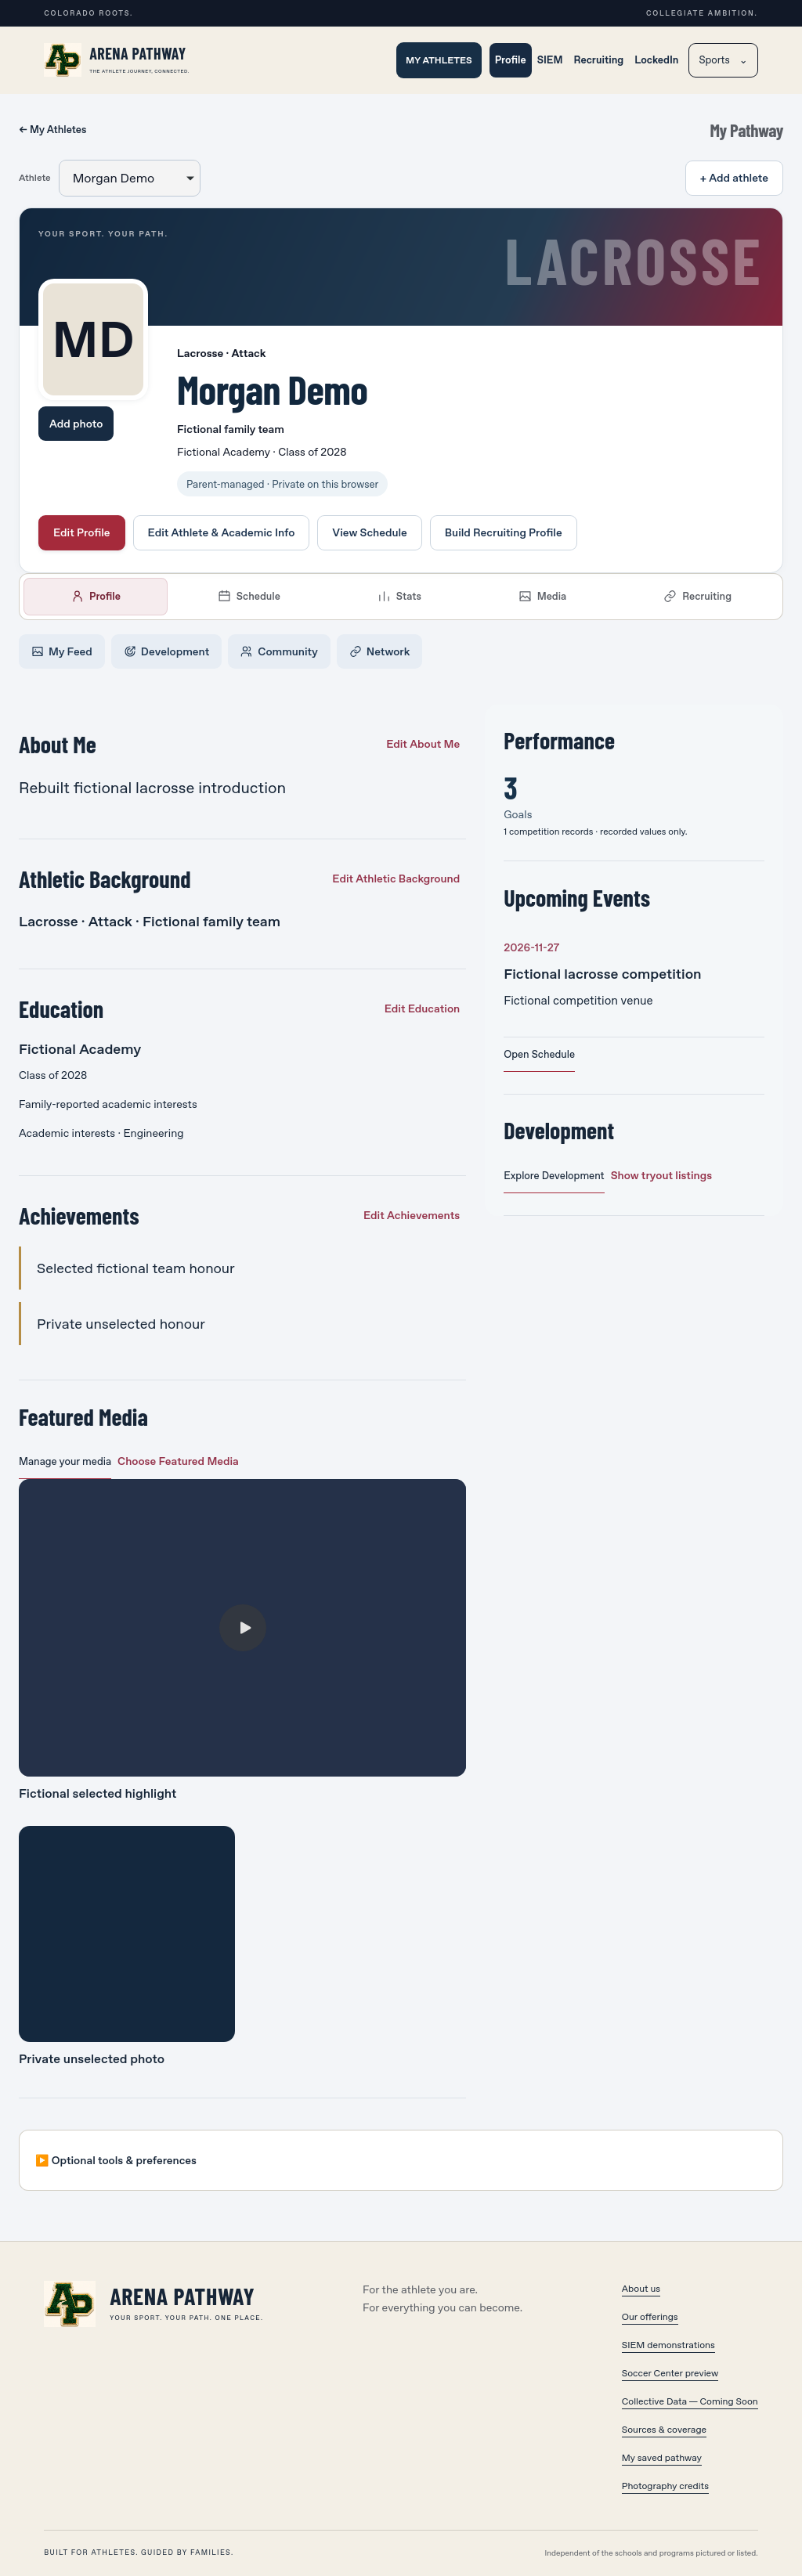 COLORADO ROOTS.
COLLEGIATE AMBITION.
AP
ARENA PATHWAY
THE ATHLETE JOURNEY, CONNECTED.
MY ATHLETES
Profile
SIEM
Recruiting
LockedIn
Sports
← My Athletes
My Pathway
Athlete
Morgan Demo
+ Add athlete
YOUR SPORT. YOUR PATH.
LACROSSE
MD
Add photo
Lacrosse · Attack
Morgan Demo
Fictional family team
Fictional Academy · Class of 2028
Parent-managed · Private on this browser
Edit Profile
Edit Athlete & Academic Info
View Schedule
Build Recruiting Profile
Profile
Schedule
Stats
Media
Recruiting
My Feed
Development
Community
Network
About Me
Edit About Me
Rebuilt fictional lacrosse introduction
Athletic Background
Edit Athletic Background
Lacrosse · Attack · Fictional family team
Education
Edit Education
Fictional Academy
Class of 2028
Family-reported academic interests
Academic interests · Engineering
Achievements
Edit Achievements
Selected fictional team honour
Private unselected honour
Featured Media
Manage your media
Choose Featured Media
Fictional selected highlight
Private unselected photo
Performance
3
Goals
1 competition records · recorded values only.
Upcoming Events
2026-11-27
Fictional lacrosse competition
Fictional competition venue
Open Schedule
Development
Explore Development
Show tryout listings
Optional tools & preferences
AP
ARENA PATHWAY
YOUR SPORT. YOUR PATH. ONE PLACE.
For the athlete you are.
For everything you can become.
About us
Our offerings
SIEM demonstrations
Soccer Center preview
Collective Data — Coming Soon
Sources & coverage
My saved pathway
Photography credits
BUILT FOR ATHLETES. GUIDED BY FAMILIES.
Independent of the schools and programs pictured or listed.